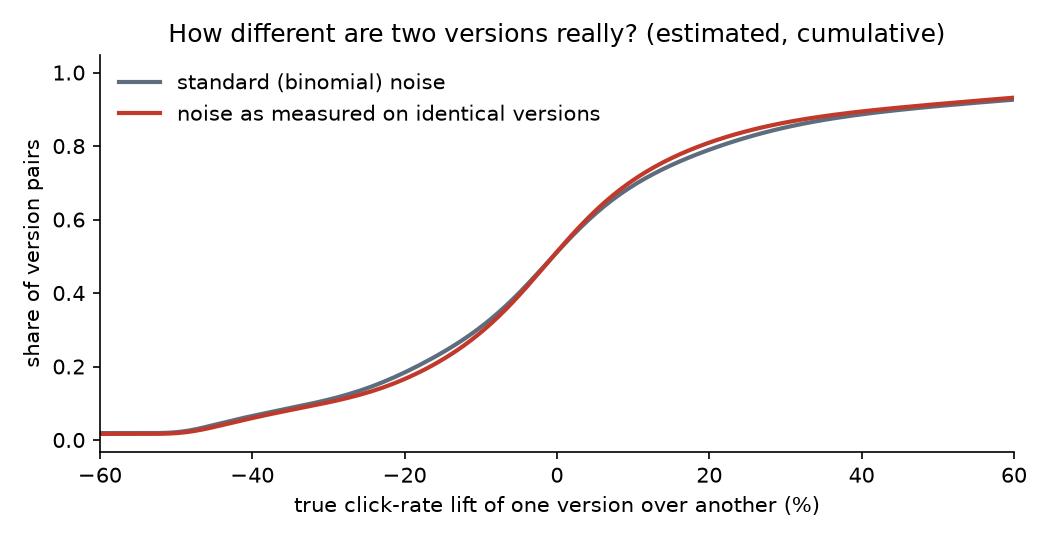 How different are two versions really? (estimated, cumulative)
standard (binomial) noise
noise as measured on identical versions
share of version pairs
1.0
0.8
0.6
0.4
0.2
0.0
−60
−40
−20
0
20
40
60
true click-rate lift of one version over another (%)